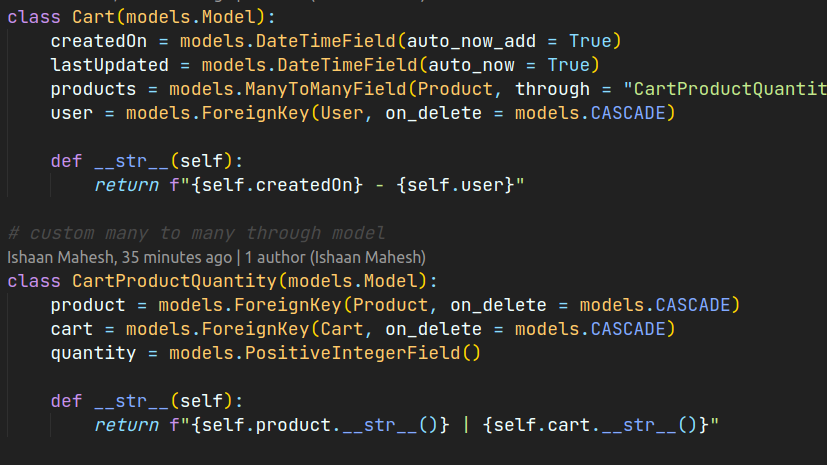 class Cart(models.Model):
    createdOn = models.DateTimeField(auto_now_add = True)
    lastUpdated = models.DateTimeField(auto_now = True)
    products = models.ManyToManyField(Product, through = "CartProductQuantit
    user = models.ForeignKey(User, on_delete = models.CASCADE)
    def __str__(self):
        return f"{self.createdOn} - {self.user}"
# custom many to many through model
Ishaan Mahesh, 35 minutes ago | 1 author (Ishaan Mahesh)
class CartProductQuantity(models.Model):
    product = models.ForeignKey(Product, on_delete = models.CASCADE)
    cart = models.ForeignKey(Cart, on_delete = models.CASCADE)
    quantity = models.PositiveIntegerField()
    def __str__(self):
        return f"{self.product.__str__()} | {self.cart.__str__()}"